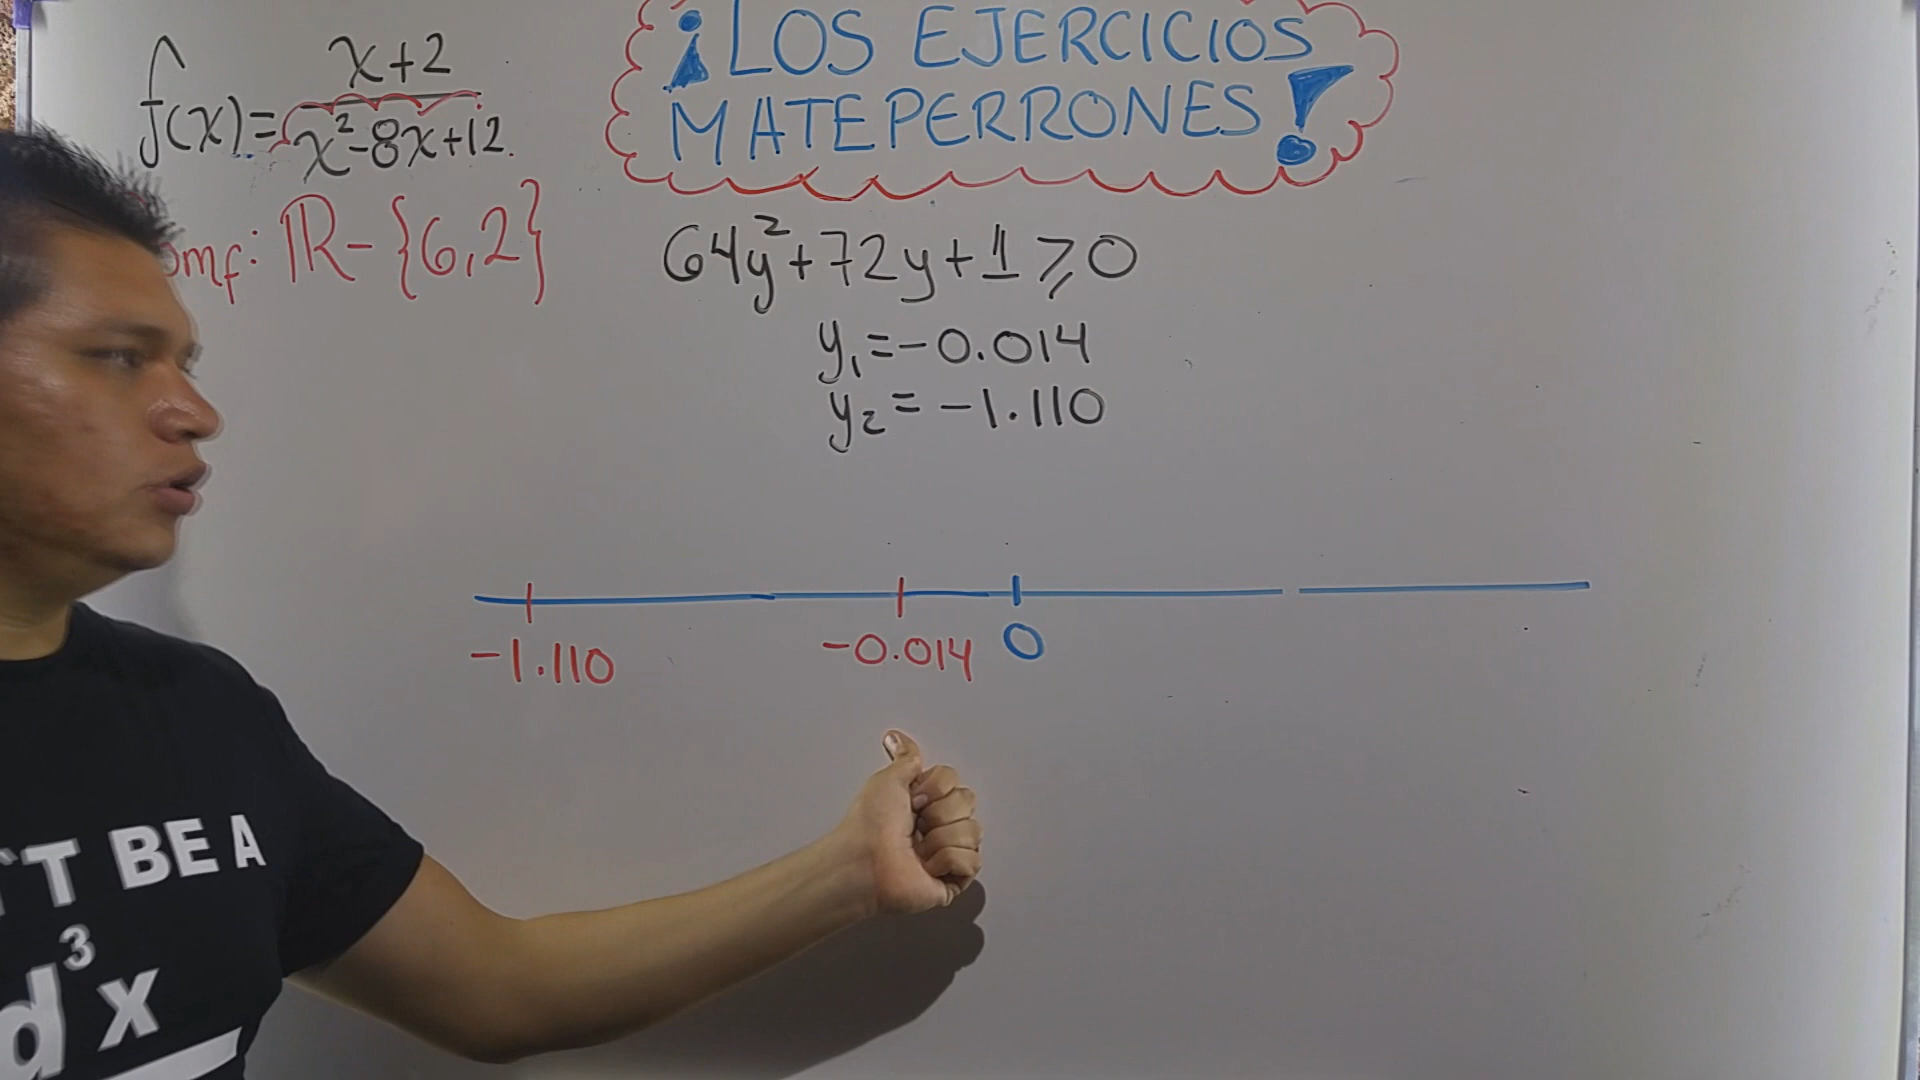 f(x)= x+2 / x²-8x+12.
¡LOS EJERCICIOS
MATEPERRONES!
omf: ℝ-{6,2}
64y²+72y+1⩾0
y₁=-0.014
y₂=-1.110
-1.110 -0.014 0
'T BE A
d³x